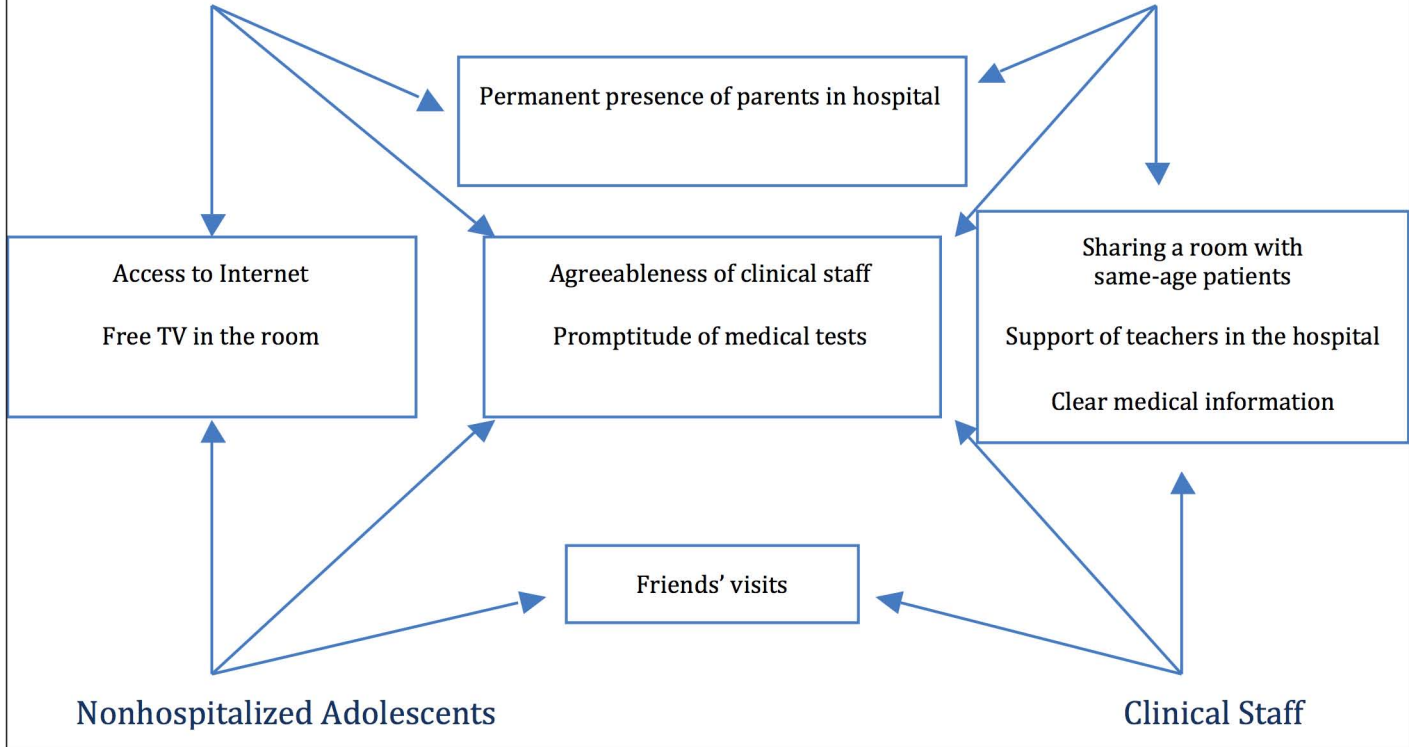 Permanent presence of parents in hospital
Access to Internet
Free TV in the room
Agreeableness of clinical staff
Promptitude of medical tests
Sharing a room with
same-age patients
Support of teachers in the hospital
Clear medical information
Friends’ visits
Nonhospitalized Adolescents
Clinical Staff